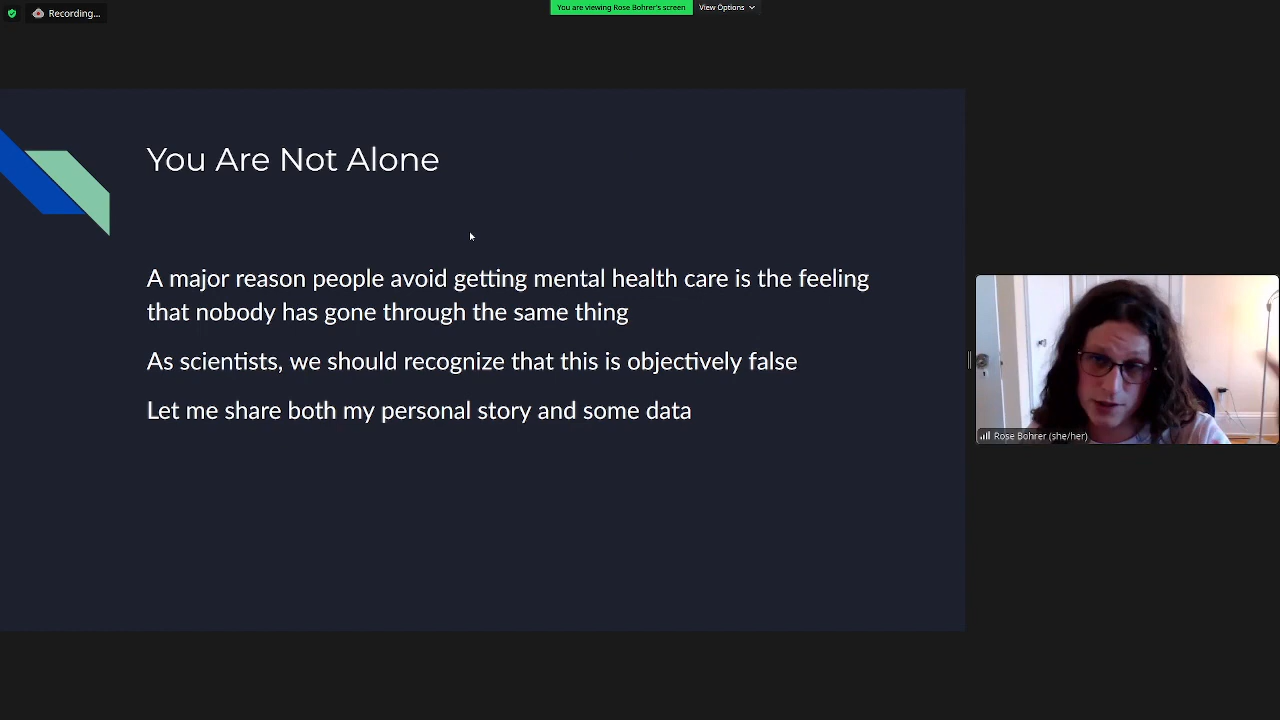 Recording...
You are viewing Rose Bohrer's screen
View Options
You Are Not Alone
A major reason people avoid getting mental health care is the feeling
that nobody has gone through the same thing
As scientists, we should recognize that this is objectively false
Let me share both my personal story and some data
Rose Bohrer (she/her)